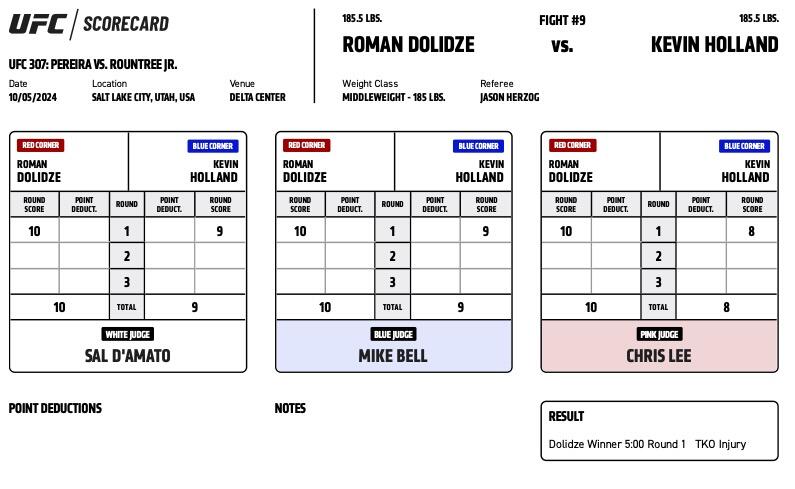 UFC SCORECARD
UFC 307: PEREIRA VS. ROUNTREE JR.
Date Location Venue
10/05/2024 SALT LAKE CITY, UTAH, USA DELTA CENTER
185.5 LBS. FIGHT #9 185.5 LBS.
ROMAN DOLIDZE VS. KEVIN HOLLAND
Weight Class Referee
MIDDLEWEIGHT - 185 LBS. JASON HERZOG
RED CORNER BLUE CORNER
ROMAN DOLIDZE KEVIN HOLLAND
ROUND SCORE POINT DEDUCT. ROUND POINT DEDUCT. ROUND SCORE
10 1 9
2
3
10 TOTAL 9
WHITE JUDGE
SAL D'AMATO
RED CORNER BLUE CORNER
ROMAN DOLIDZE KEVIN HOLLAND
ROUND SCORE POINT DEDUCT. ROUND POINT DEDUCT. ROUND SCORE
10 1 9
2
3
10 TOTAL 9
BLUE JUDGE
MIKE BELL
RED CORNER BLUE CORNER
ROMAN DOLIDZE KEVIN HOLLAND
ROUND SCORE POINT DEDUCT. ROUND POINT DEDUCT. ROUND SCORE
10 1 8
2
3
10 TOTAL 8
PINK JUDGE
CHRIS LEE
POINT DEDUCTIONS
NOTES
RESULT
Dolidze Winner 5:00 Round 1 TKO Injury